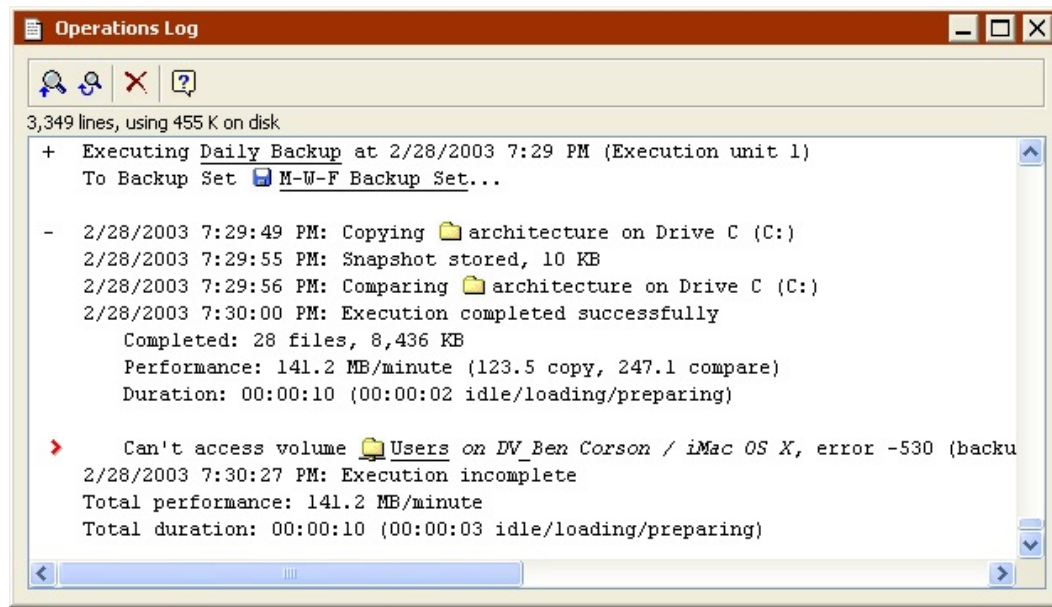 Operations Log
3,349 lines, using 455 K on disk
+ Executing Daily Backup at 2/28/2003 7:29 PM (Execution unit 1)
To Backup Set M-W-F Backup Set...
- 2/28/2003 7:29:49 PM: Copying architecture on Drive C (C:)
2/28/2003 7:29:55 PM: Snapshot stored, 10 KB
2/28/2003 7:29:56 PM: Comparing architecture on Drive C (C:)
2/28/2003 7:30:00 PM: Execution completed successfully
Completed: 28 files, 8,436 KB
Performance: 141.2 MB/minute (123.5 copy, 247.1 compare)
Duration: 00:00:10 (00:00:02 idle/loading/preparing)
Can't access volume Users on DV_Ben Corson / iMac OS X, error -530 (backu
2/28/2003 7:30:27 PM: Execution incomplete
Total performance: 141.2 MB/minute
Total duration: 00:00:10 (00:00:03 idle/loading/preparing)